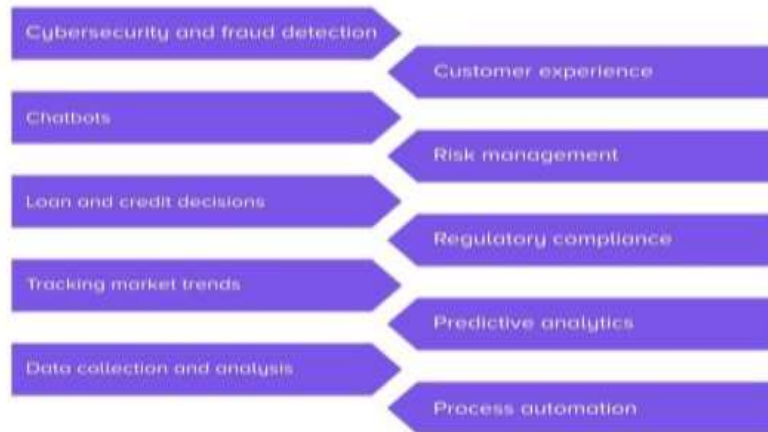 Cybersecurity and fraud detection
Customer experience
Chatbots
Risk management
Loan and credit decisions
Regulatory compliance
Tracking market trends
Predictive analytics
Data collection and analysis
Process automation